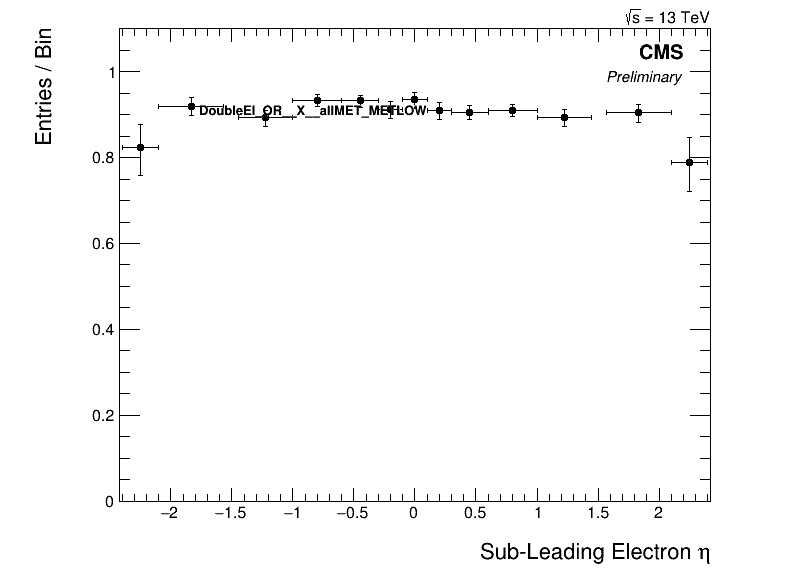 √s = 13 TeV
CMS
Preliminary
Entries / Bin
DoubleEl_OR__X__allMET_METLOW
1
0.8
0.6
0.4
0.2
0
−2 −1.5 −1 −0.5 0 0.5 1 1.5 2
Sub-Leading Electron η